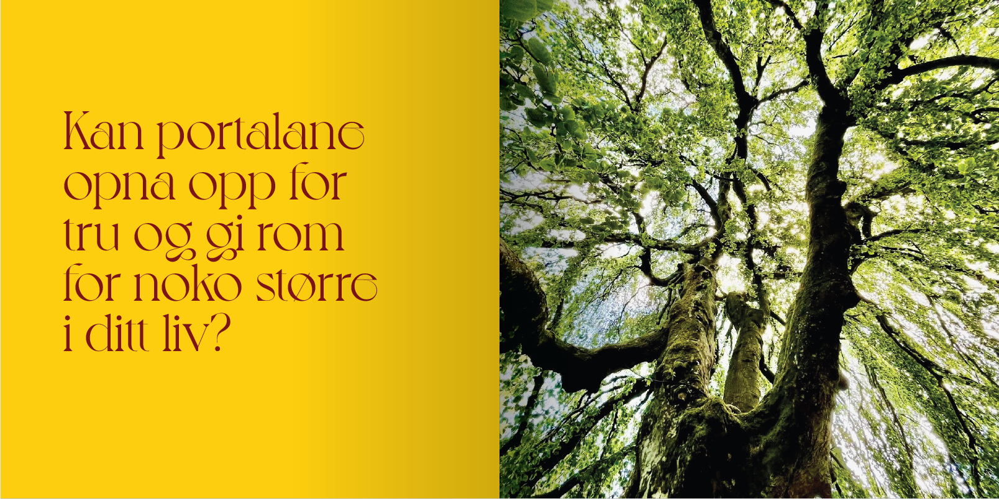 Kan portalane
opna opp for
tru og gi rom
for noko større
i ditt liv?